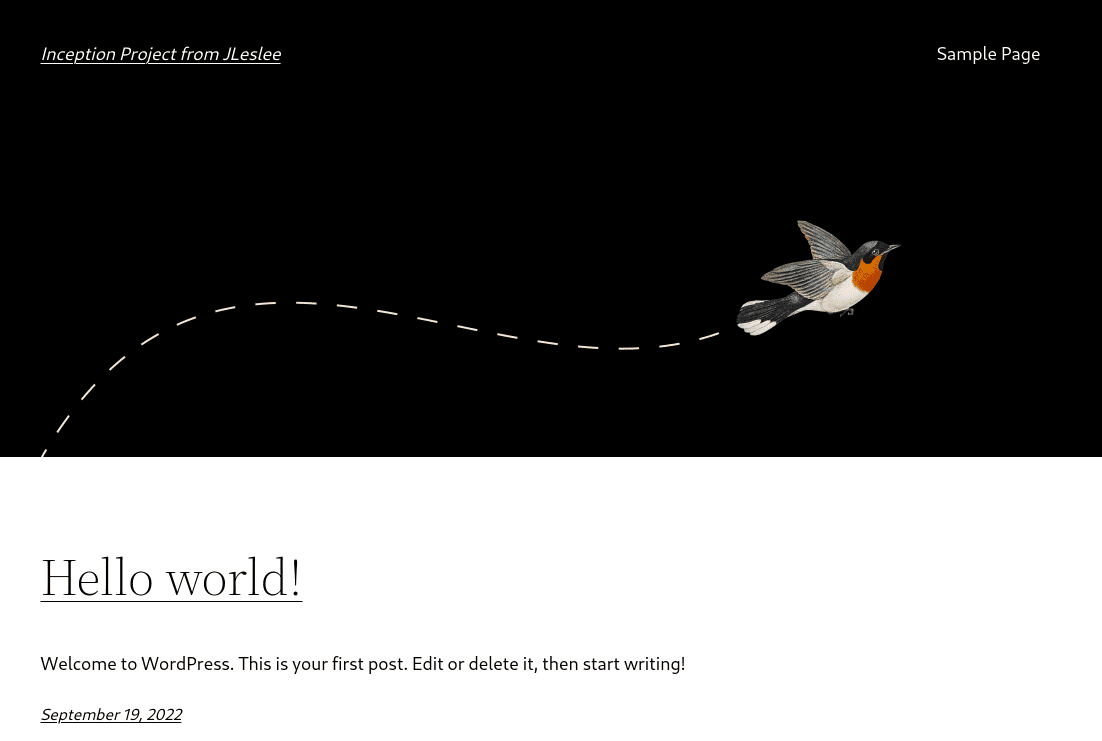 Inception Project from JLeslee
Sample Page
Hello world!
Welcome to WordPress. This is your first post. Edit or delete it, then start writing!
September 19, 2022